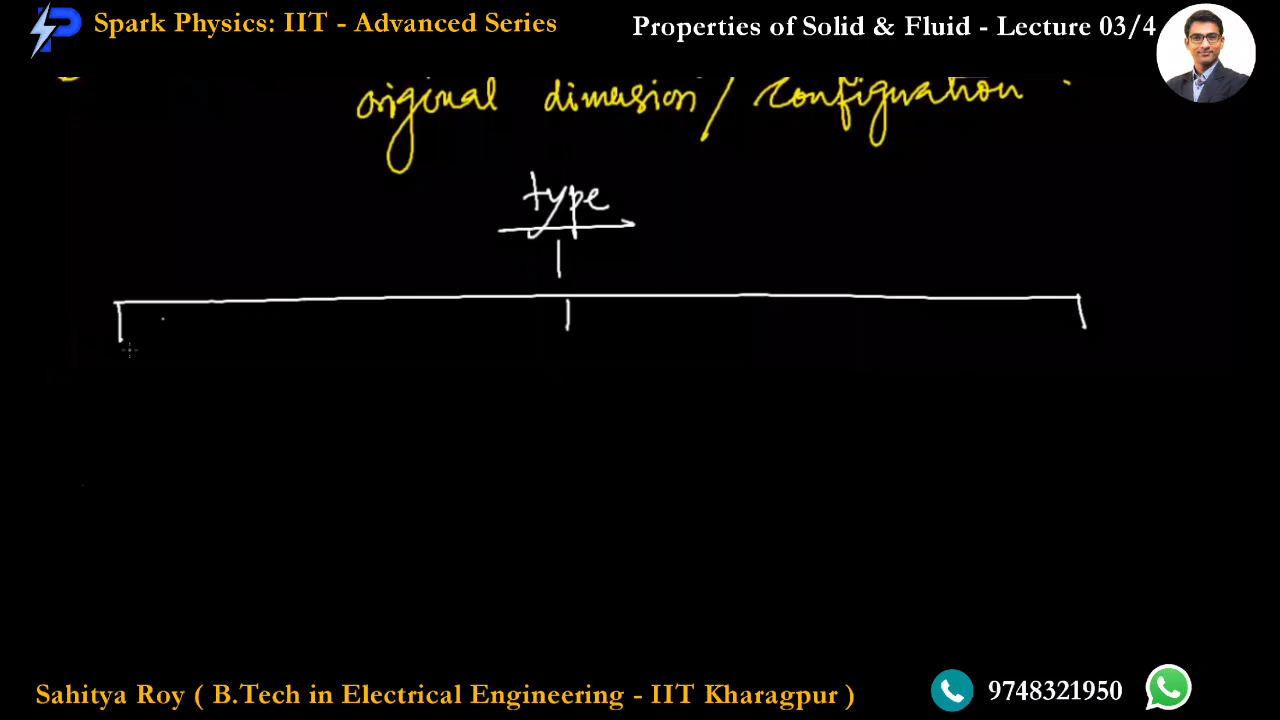 Spark Physics: IIT - Advanced Series
Properties of Solid & Fluid - Lecture 03/4
original dimension / configuration.
type
Sahitya Roy ( B.Tech in Electrical Engineering - IIT Kharagpur )
9748321950